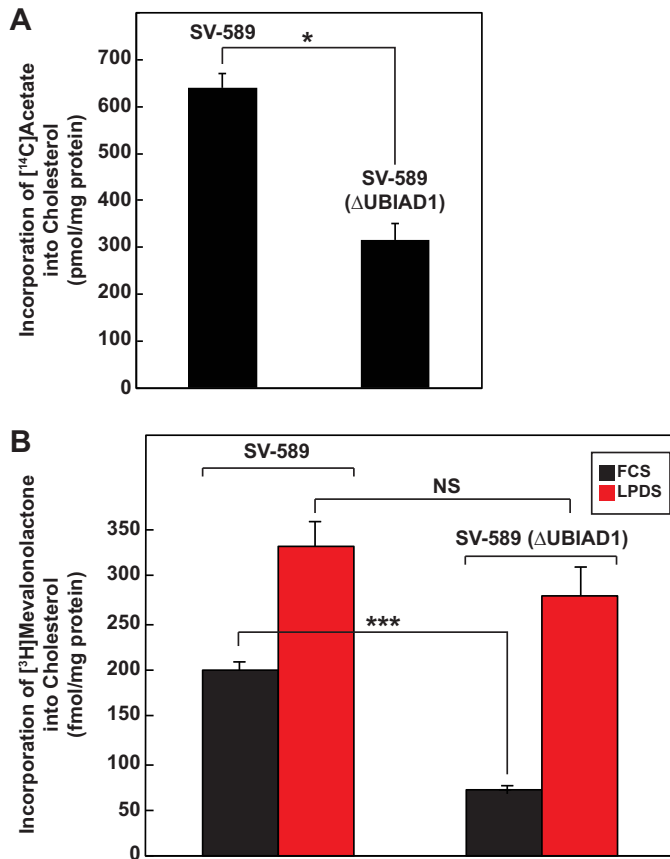 A
Incorporation of [¹⁴C]Acetate
into Cholesterol
(pmol/mg protein)
700
600
500
400
300
200
100
0
SV-589
*
SV-589
(ΔUBIAD1)
B
Incorporation of [³H]Mevalonolactone
into Cholesterol
(fmol/mg protein)
350
300
250
200
150
100
50
0
SV-589
FCS
LPDS
NS
SV-589 (ΔUBIAD1)
***